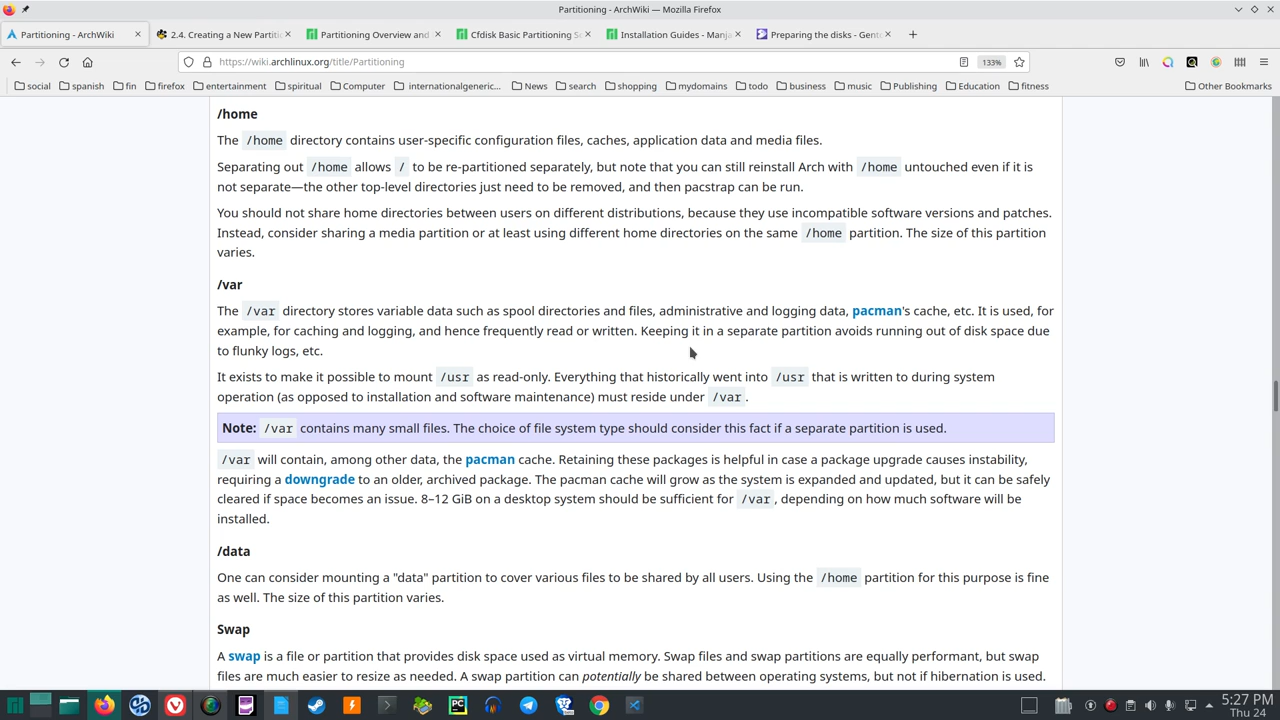 Partitioning - ArchWiki — Mozilla Firefox
Partitioning - ArchWiki
2.4. Creating a New Partiti
Partitioning Overview and
Cfdisk Basic Partitioning S
Installation Guides - Manja
Preparing the disks - Gent
https://wiki.archlinux.org/title/Partitioning
133%
social spanish fin firefox entertainment spiritual Computer internationalgeneric... News search shopping mydomains todo business music Publishing Education fitness Other Bookmarks
/home
The /home directory contains user-specific configuration files, caches, application data and media files.
Separating out /home allows / to be re-partitioned separately, but note that you can still reinstall Arch with /home untouched even if it is
not separate—the other top-level directories just need to be removed, and then pacstrap can be run.
You should not share home directories between users on different distributions, because they use incompatible software versions and patches.
Instead, consider sharing a media partition or at least using different home directories on the same /home partition. The size of this partition
varies.
/var
The /var directory stores variable data such as spool directories and files, administrative and logging data, pacman's cache, etc. It is used, for
example, for caching and logging, and hence frequently read or written. Keeping it in a separate partition avoids running out of disk space due
to flunky logs, etc.
It exists to make it possible to mount /usr as read-only. Everything that historically went into /usr that is written to during system
operation (as opposed to installation and software maintenance) must reside under /var.
Note: /var contains many small files. The choice of file system type should consider this fact if a separate partition is used.
/var will contain, among other data, the pacman cache. Retaining these packages is helpful in case a package upgrade causes instability,
requiring a downgrade to an older, archived package. The pacman cache will grow as the system is expanded and updated, but it can be safely
cleared if space becomes an issue. 8–12 GiB on a desktop system should be sufficient for /var, depending on how much software will be
installed.
/data
One can consider mounting a "data" partition to cover various files to be shared by all users. Using the /home partition for this purpose is fine
as well. The size of this partition varies.
Swap
A swap is a file or partition that provides disk space used as virtual memory. Swap files and swap partitions are equally performant, but swap
files are much easier to resize as needed. A swap partition can potentially be shared between operating systems, but not if hibernation is used.
5:27 PM
Thu 24